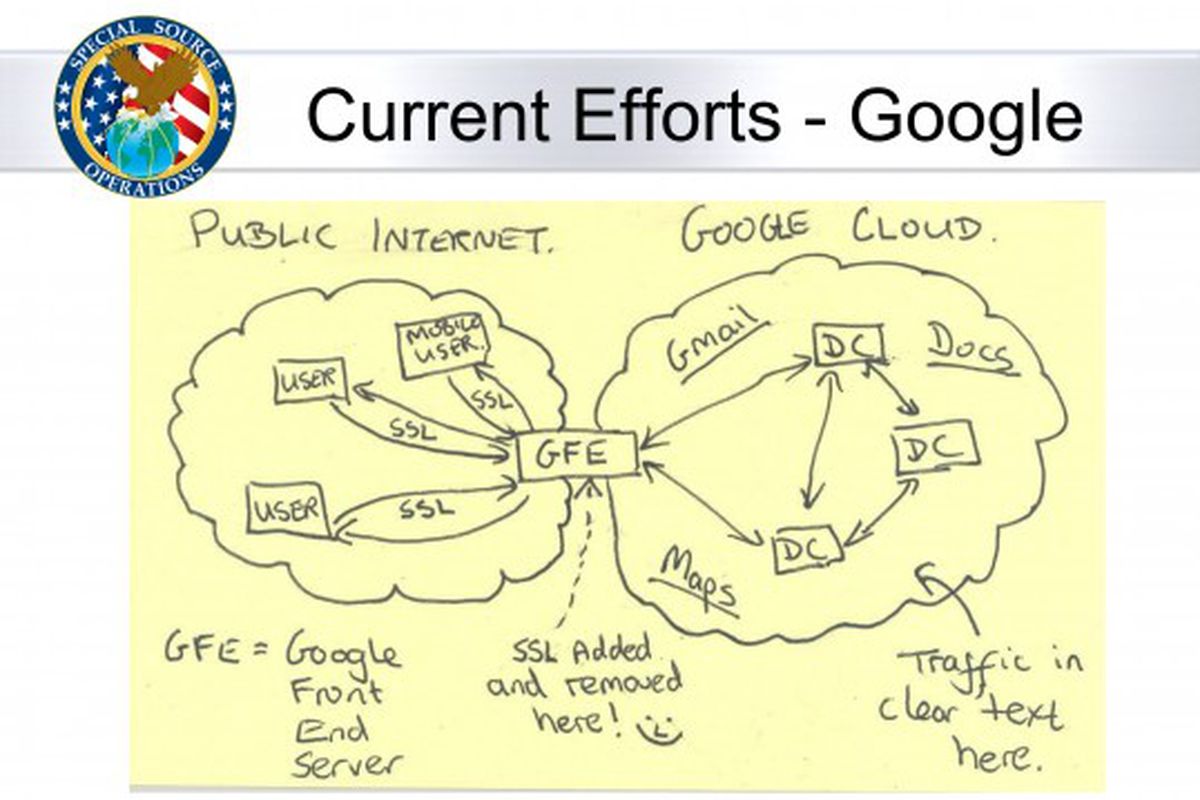 SPECIAL SOURCE
OPERATIONS
Current Efforts - Google
PUBLIC INTERNET.
GOOGLE CLOUD.
MOBILE
USER.
USER
SSL
SSL
GFE
USER
SSL
Gmail
DC
Docs
DC
DC
Maps
GFE = Google
Front
End
Server
SSL Added
and removed
here!
Traffic in
clear text
here.